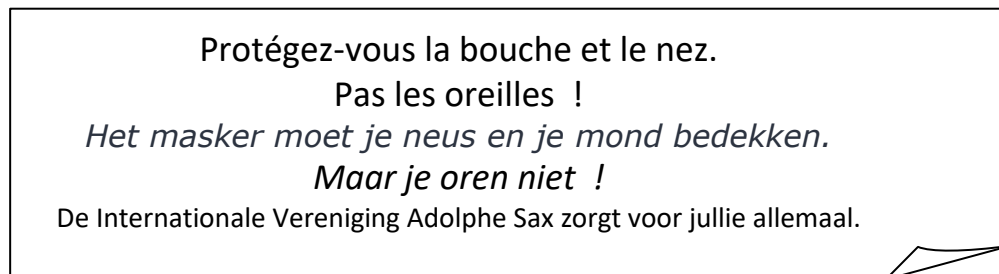 Protégez-vous la bouche et le nez.
Pas les oreilles  !
Het masker moet je neus en je mond bedekken.
Maar je oren niet  !
De Internationale Vereniging Adolphe Sax zorgt voor jullie allemaal.